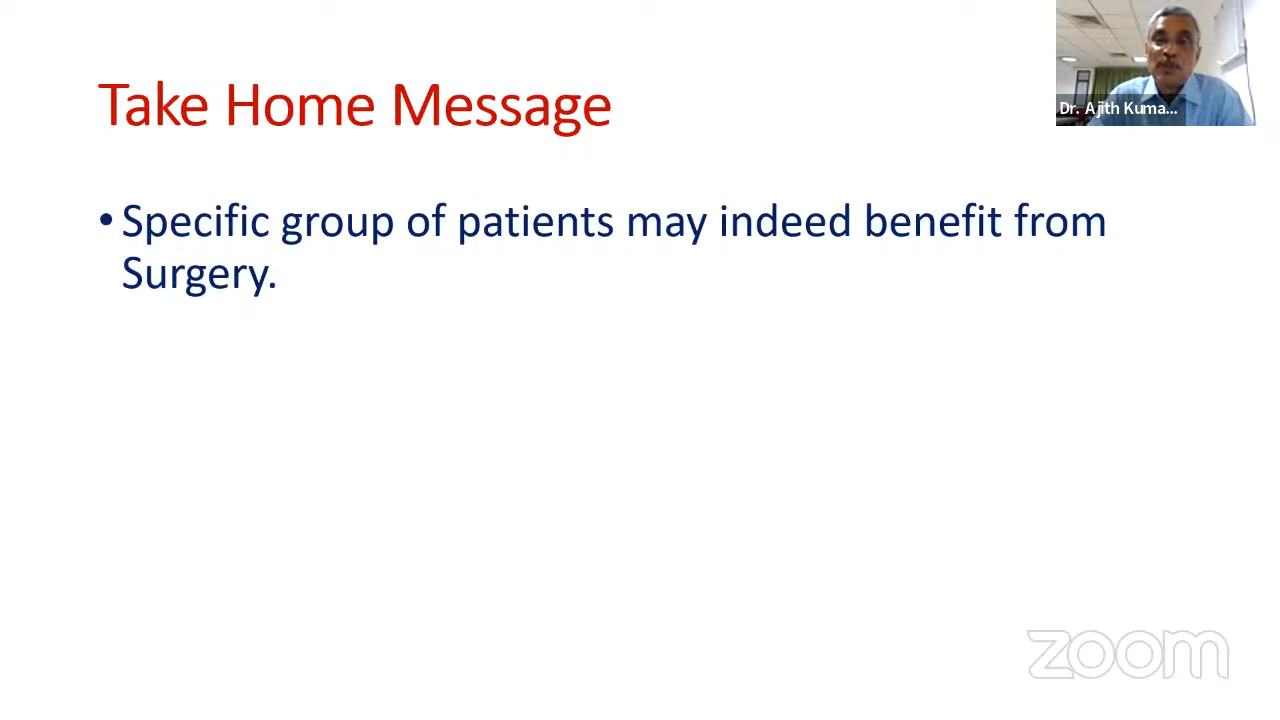 Dr. Ajith Kuma...
Take Home Message
• Specific group of patients may indeed benefit from
Surgery.
zoom